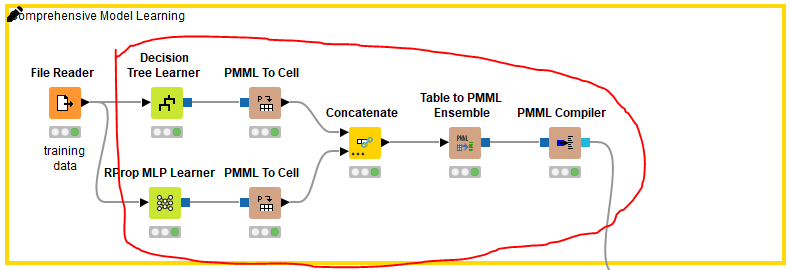 Comprehensive Model Learning
Decision
Tree Learner
File Reader
PMML To Cell
Concatenate
Table to PMML
Ensemble
PMML Compiler
training
data
RProp MLP Learner
PMML To Cell